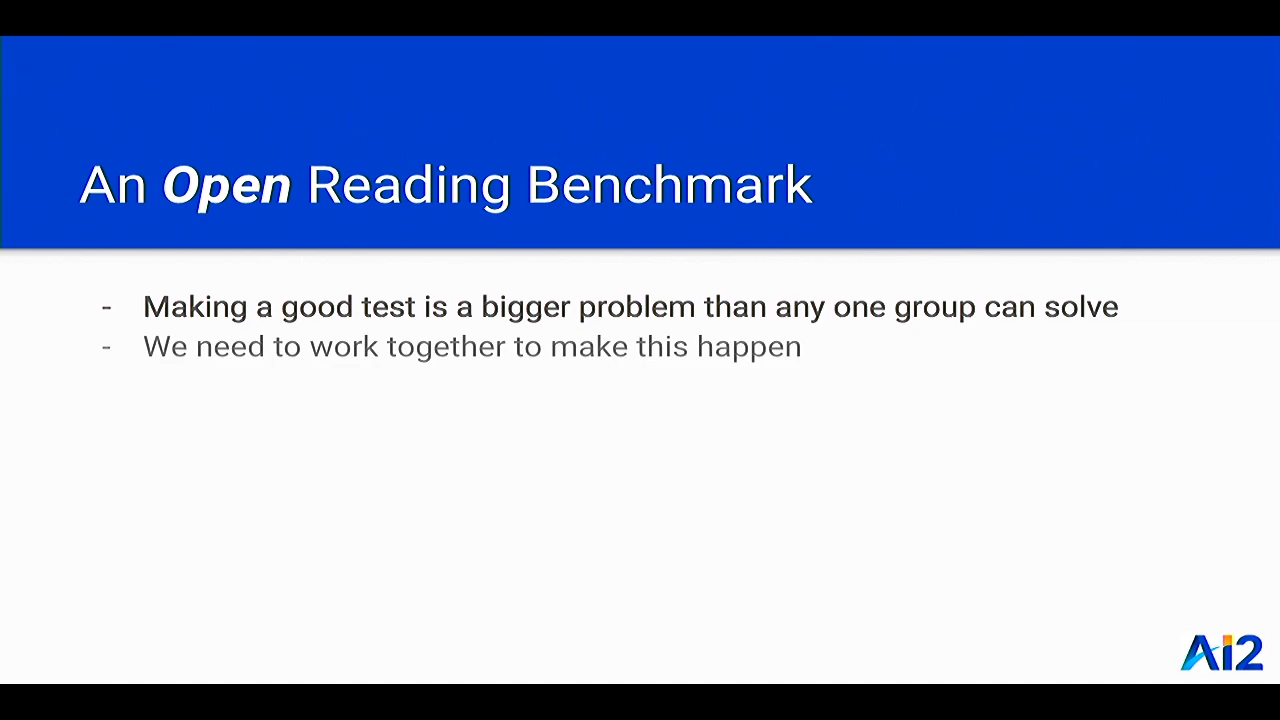 An Open Reading Benchmark
- Making a good test is a bigger problem than any one group can solve
- We need to work together to make this happen
Ai2